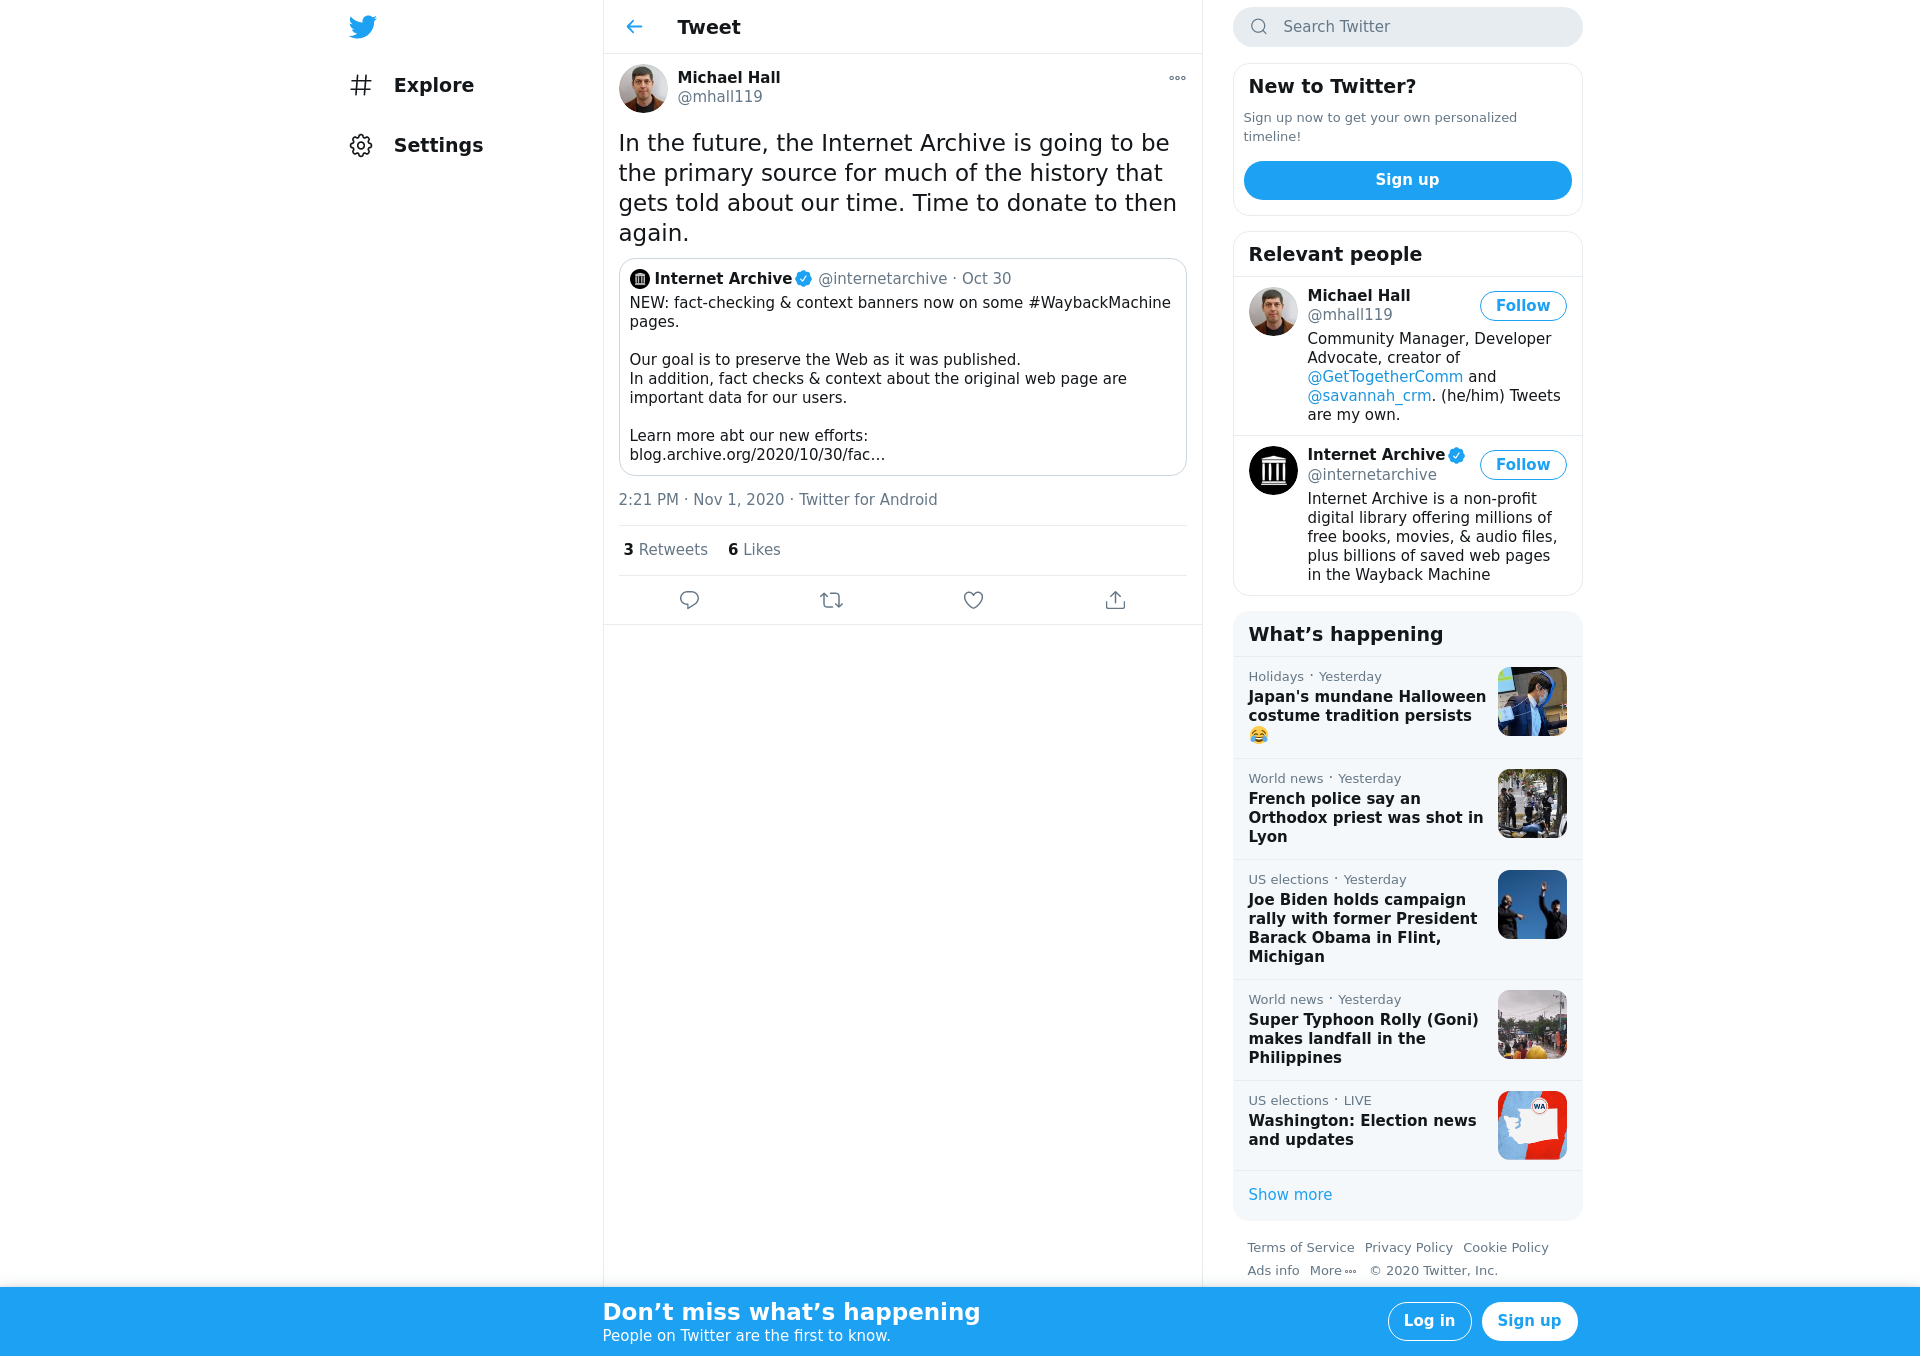 Explore
Settings
Tweet
Michael Hall
@mhall119
In the future, the Internet Archive is going to be
the primary source for much of the history that
gets told about our time. Time to donate to then
again.
Internet Archive @internetarchive · Oct 30
NEW: fact-checking & context banners now on some #WaybackMachine
pages.
Our goal is to preserve the Web as it was published.
In addition, fact checks & context about the original web page are
important data for our users.
Learn more abt our new efforts:
blog.archive.org/2020/10/30/fac…
2:21 PM · Nov 1, 2020 · Twitter for Android
3 Retweets 6 Likes
Search Twitter
New to Twitter?
Sign up now to get your own personalized
timeline!
Sign up
Relevant people
Michael Hall
@mhall119
Follow
Community Manager, Developer
Advocate, creator of
@GetTogetherComm and
@savannah_crm. (he/him) Tweets
are my own.
Internet Archive
@internetarchive
Follow
Internet Archive is a non-profit
digital library offering millions of
free books, movies, & audio files,
plus billions of saved web pages
in the Wayback Machine
What’s happening
Holidays · Yesterday
Japan's mundane Halloween
costume tradition persists
😂
World news · Yesterday
French police say an
Orthodox priest was shot in
Lyon
US elections · Yesterday
Joe Biden holds campaign
rally with former President
Barack Obama in Flint,
Michigan
World news · Yesterday
Super Typhoon Rolly (Goni)
makes landfall in the
Philippines
US elections · LIVE
Washington: Election news
and updates
WA
Show more
Terms of Service Privacy Policy Cookie Policy
Ads info More © 2020 Twitter, Inc.
Don’t miss what’s happening
People on Twitter are the first to know.
Log in
Sign up